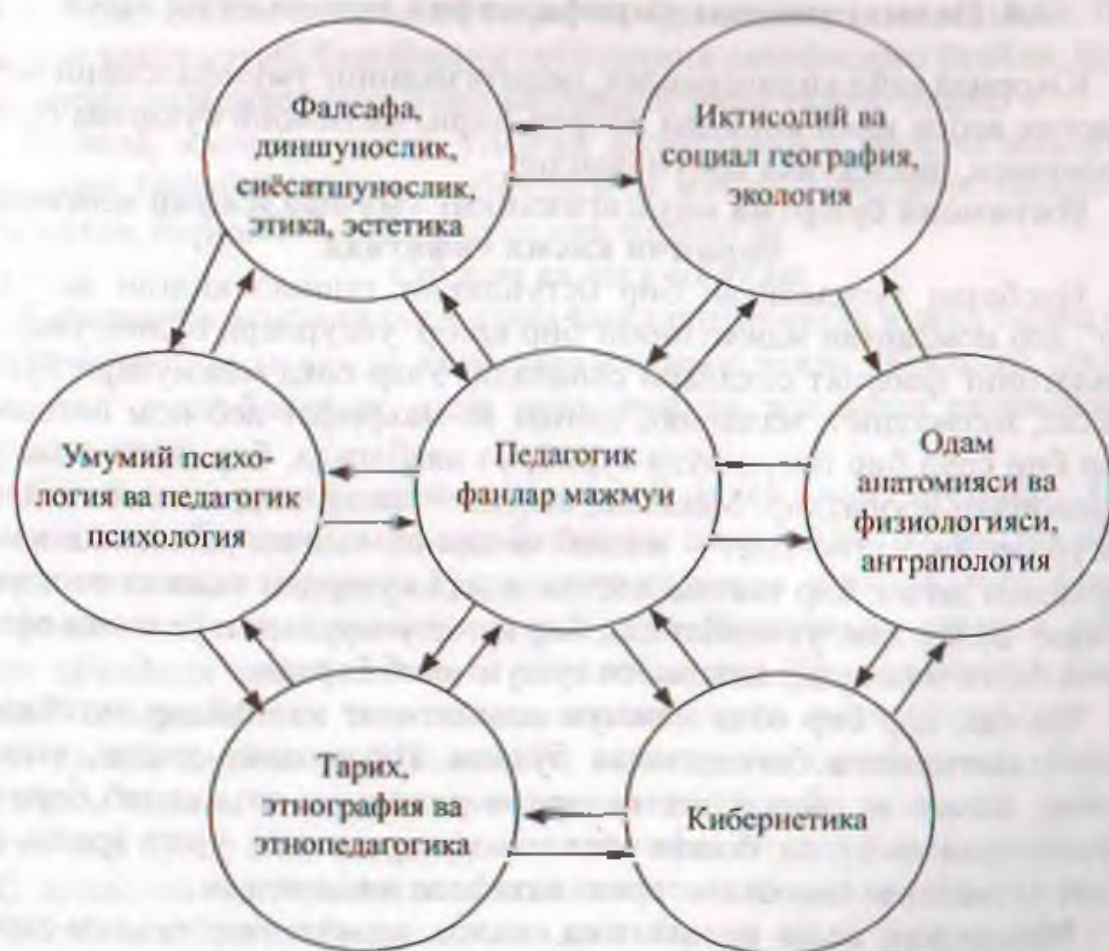 Фалсафа,
диншунослик,
сиёсатшунослик,
этика, эстетика
Иктисодий ва
социал география,
экология
Умумий психо-
логия ва педагогик
психология
Педагогик
фанлар мажмуи
Одам
анатомияси ва
физиологияси,
антрапология
Тарих,
этнография ва
этнопедагогика
Кибернетика